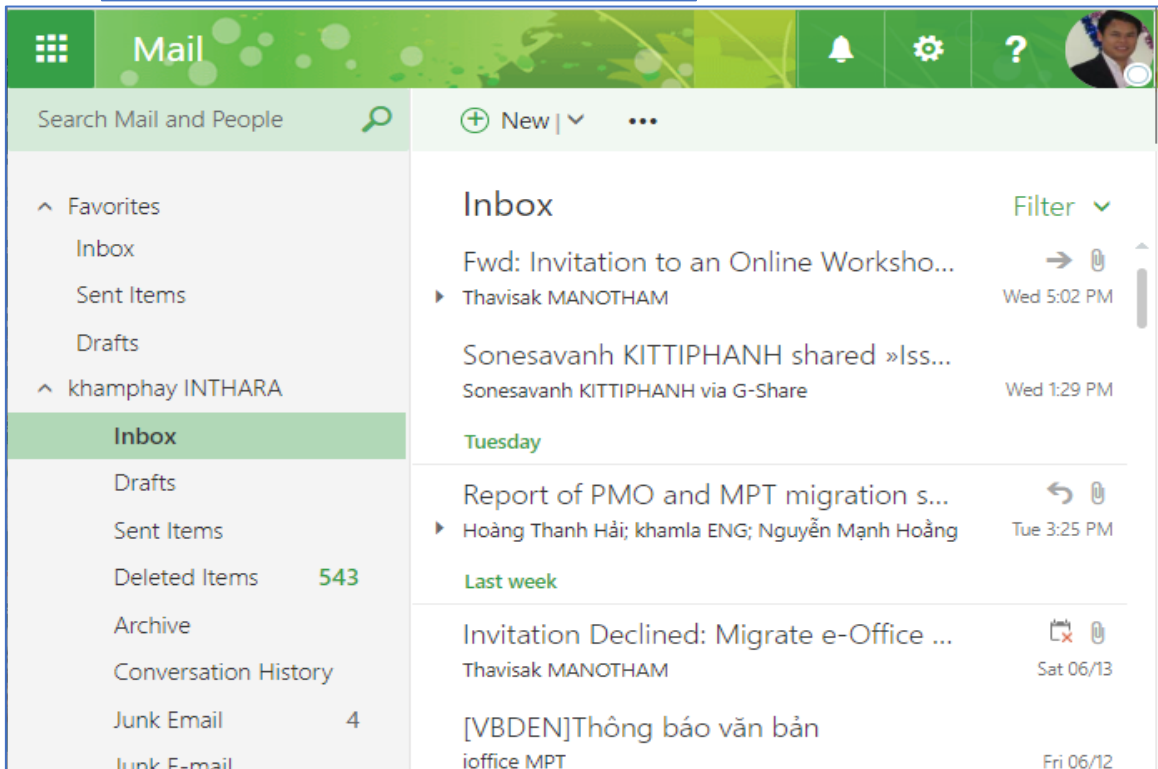 Mail
?
Search Mail and People
New
Favorites
Inbox
Sent Items
Drafts
khamphay INTHARA
Inbox
Drafts
Sent Items
Deleted Items 543
Archive
Conversation History
Junk Email 4
Junk E-mail
Inbox
Filter
Fwd: Invitation to an Online Worksho...
Thavisak MANOTHAM Wed 5:02 PM
Sonesavanh KITTIPHANH shared »Iss...
Sonesavanh KITTIPHANH via G-Share Wed 1:29 PM
Tuesday
Report of PMO and MPT migration s...
Hoàng Thanh Hải; khamla ENG; Nguyễn Mạnh Hoằng Tue 3:25 PM
Last week
Invitation Declined: Migrate e-Office ...
Thavisak MANOTHAM Sat 06/13
[VBDEN]Thông báo văn bản
ioffice MPT Fri 06/12